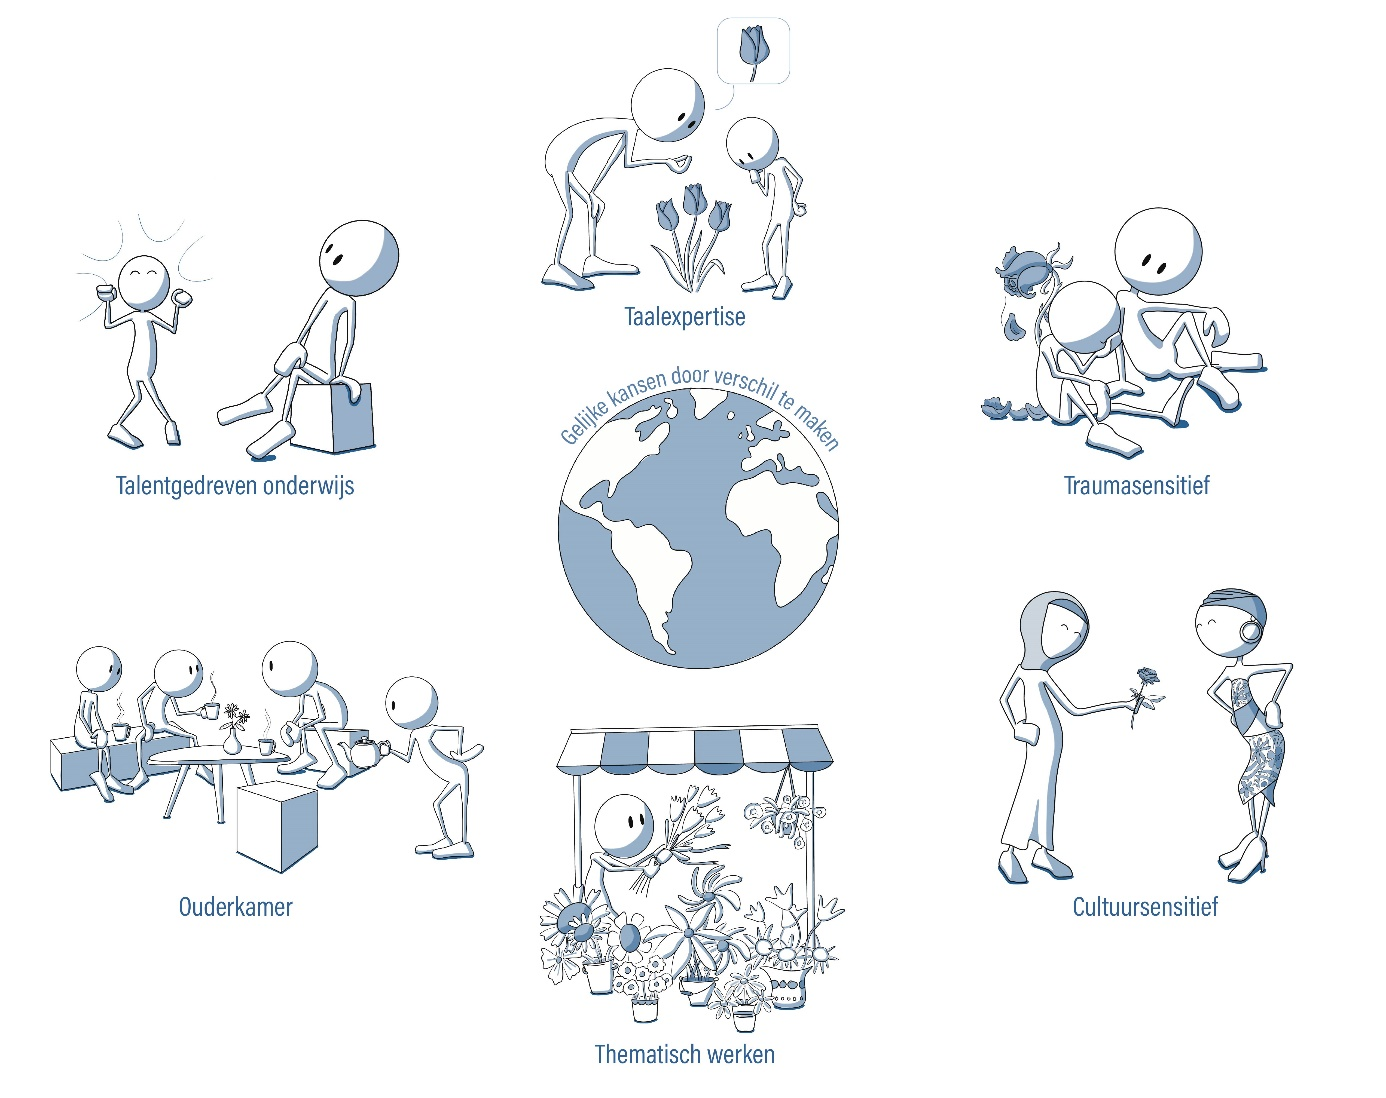 Taalexpertise
Talentgedreven onderwijs
Traumasensitief
Gelijke kansen door verschil te maken
Ouderkamer
Cultuursensitief
Thematisch werken